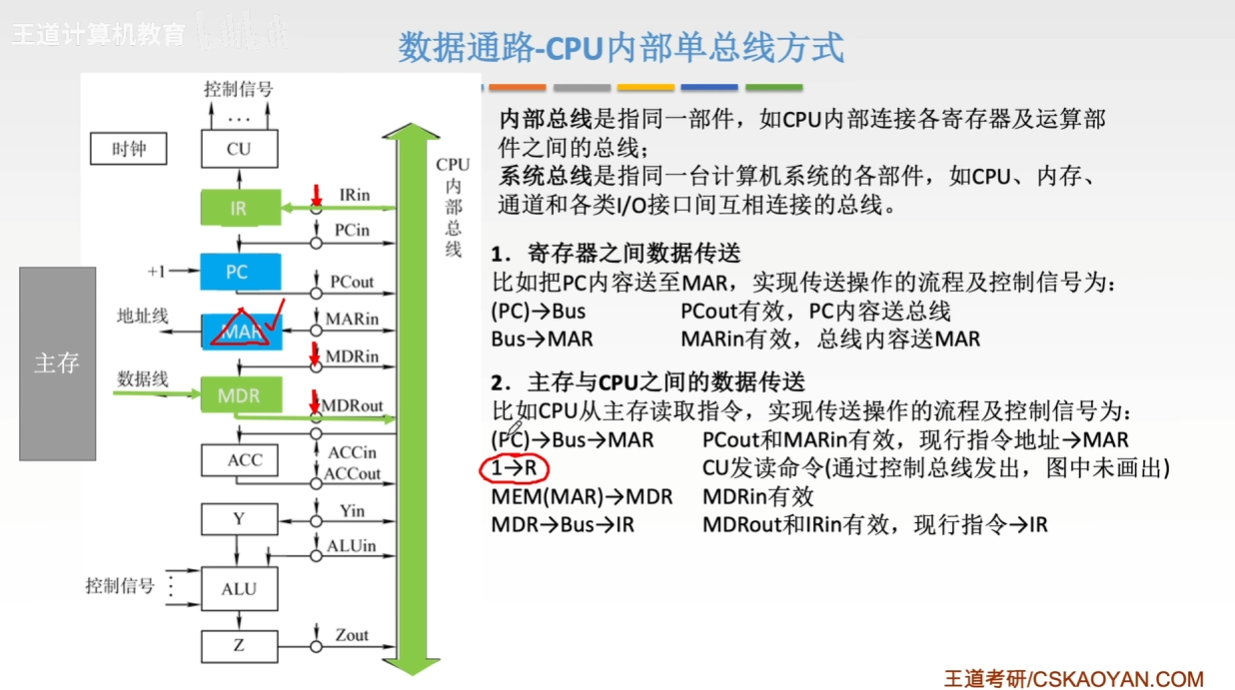 王道计算机教育
数据通路-CPU内部单总线方式
控制信号
...
时钟
CU
CPU内部总线
IR
IRin
PCin
+1
PC
PCout
地址线
MAR
MARin
主存
MDRin
数据线
MDR
MDRout
ACC
ACCin
ACCout
Y
Yin
ALUin
控制信号
ALU
Z
Zout
内部总线是指同一部件，如CPU内部连接各寄存器及运算部
件之间的总线；
系统总线是指同一台计算机系统的各部件，如CPU、内存、
通道和各类I/O接口间互相连接的总线。
1．寄存器之间数据传送
比如把PC内容送至MAR，实现传送操作的流程及控制信号为：
(PC)→Bus PCout有效，PC内容送总线
Bus→MAR MARin有效，总线内容送MAR
2．主存与CPU之间的数据传送
比如CPU从主存读取指令，实现传送操作的流程及控制信号为：
(PC)→Bus→MAR PCout和MARin有效，现行指令地址→MAR
1→R CU发读命令(通过控制总线发出，图中未画出)
MEM(MAR)→MDR MDRin有效
MDR→Bus→IR MDRout和IRin有效，现行指令→IR
王道考研/CSKAOYAN.COM